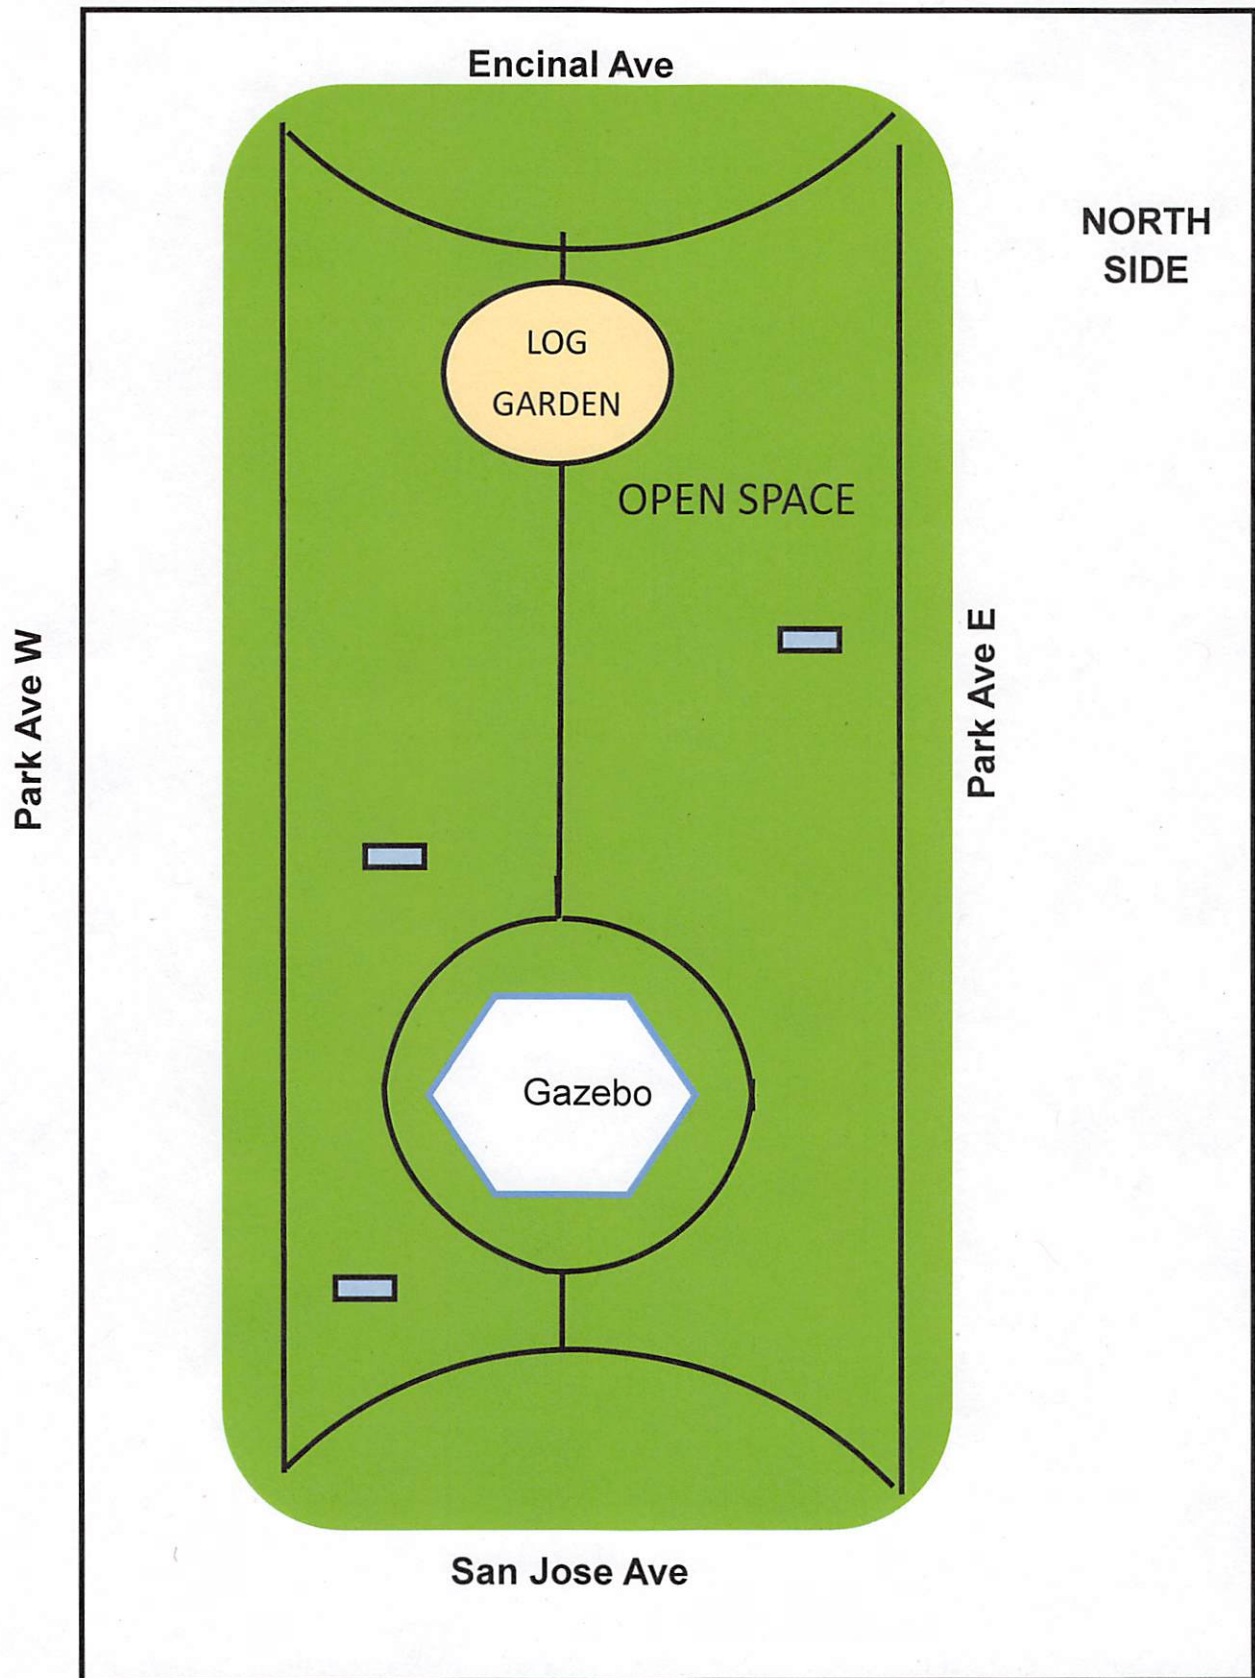 Encinal Ave
NORTH
SIDE
LOG
GARDEN
OPEN SPACE
Park Ave W
Park Ave E
Gazebo
San Jose Ave